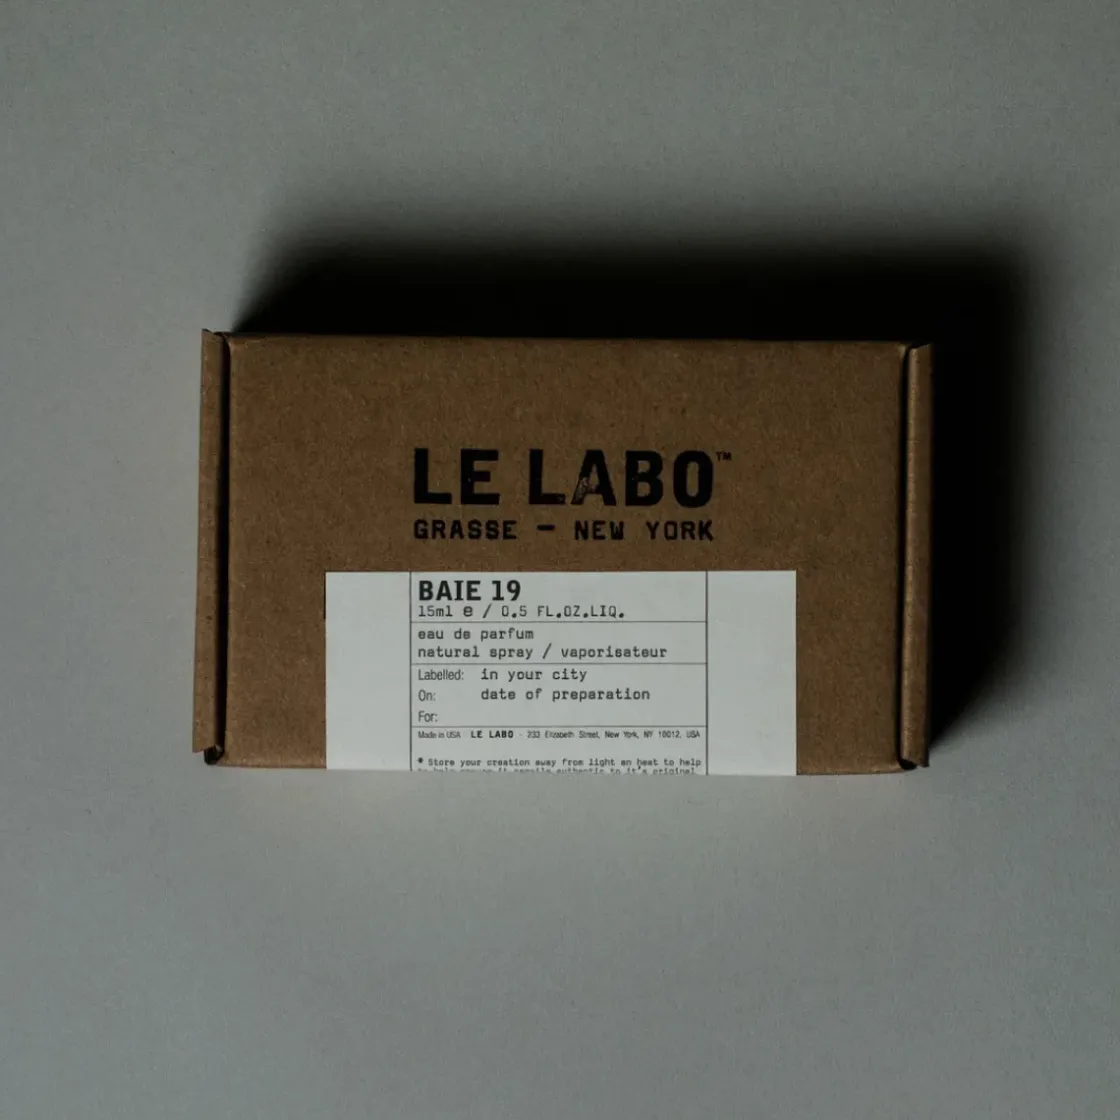 LE LABO™
GRASSE — NEW YORK
BAIE 19
15ml e / 0.5 FL.OZ.LIQ.
eau de parfum
natural spray / vaporisateur
Labelled: in your city
On: date of preparation
For:
Made in USA LE LABO - 233 Elizabeth Street, New York, NY 10012, USA
* Store your creation away from light an heat to help